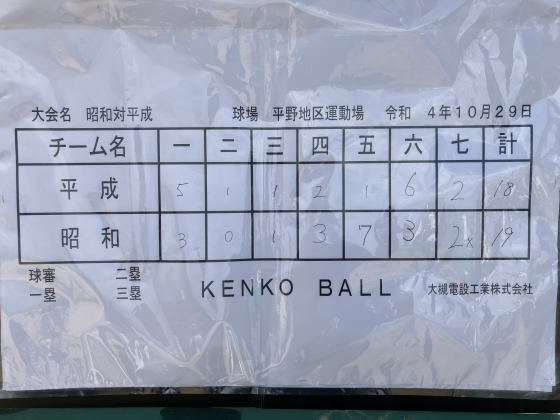 大会名 昭和対平成 球場 平野地区運動場 令和 4年10月29日
チーム名 一 二 三 四 五 六 七 計
平成 5 1 1 2 1 6 2 18
昭和 3 0 1 3 7 3 2x 19
球審 二塁
一塁 三塁
KENKO BALL 大槻電設工業株式会社